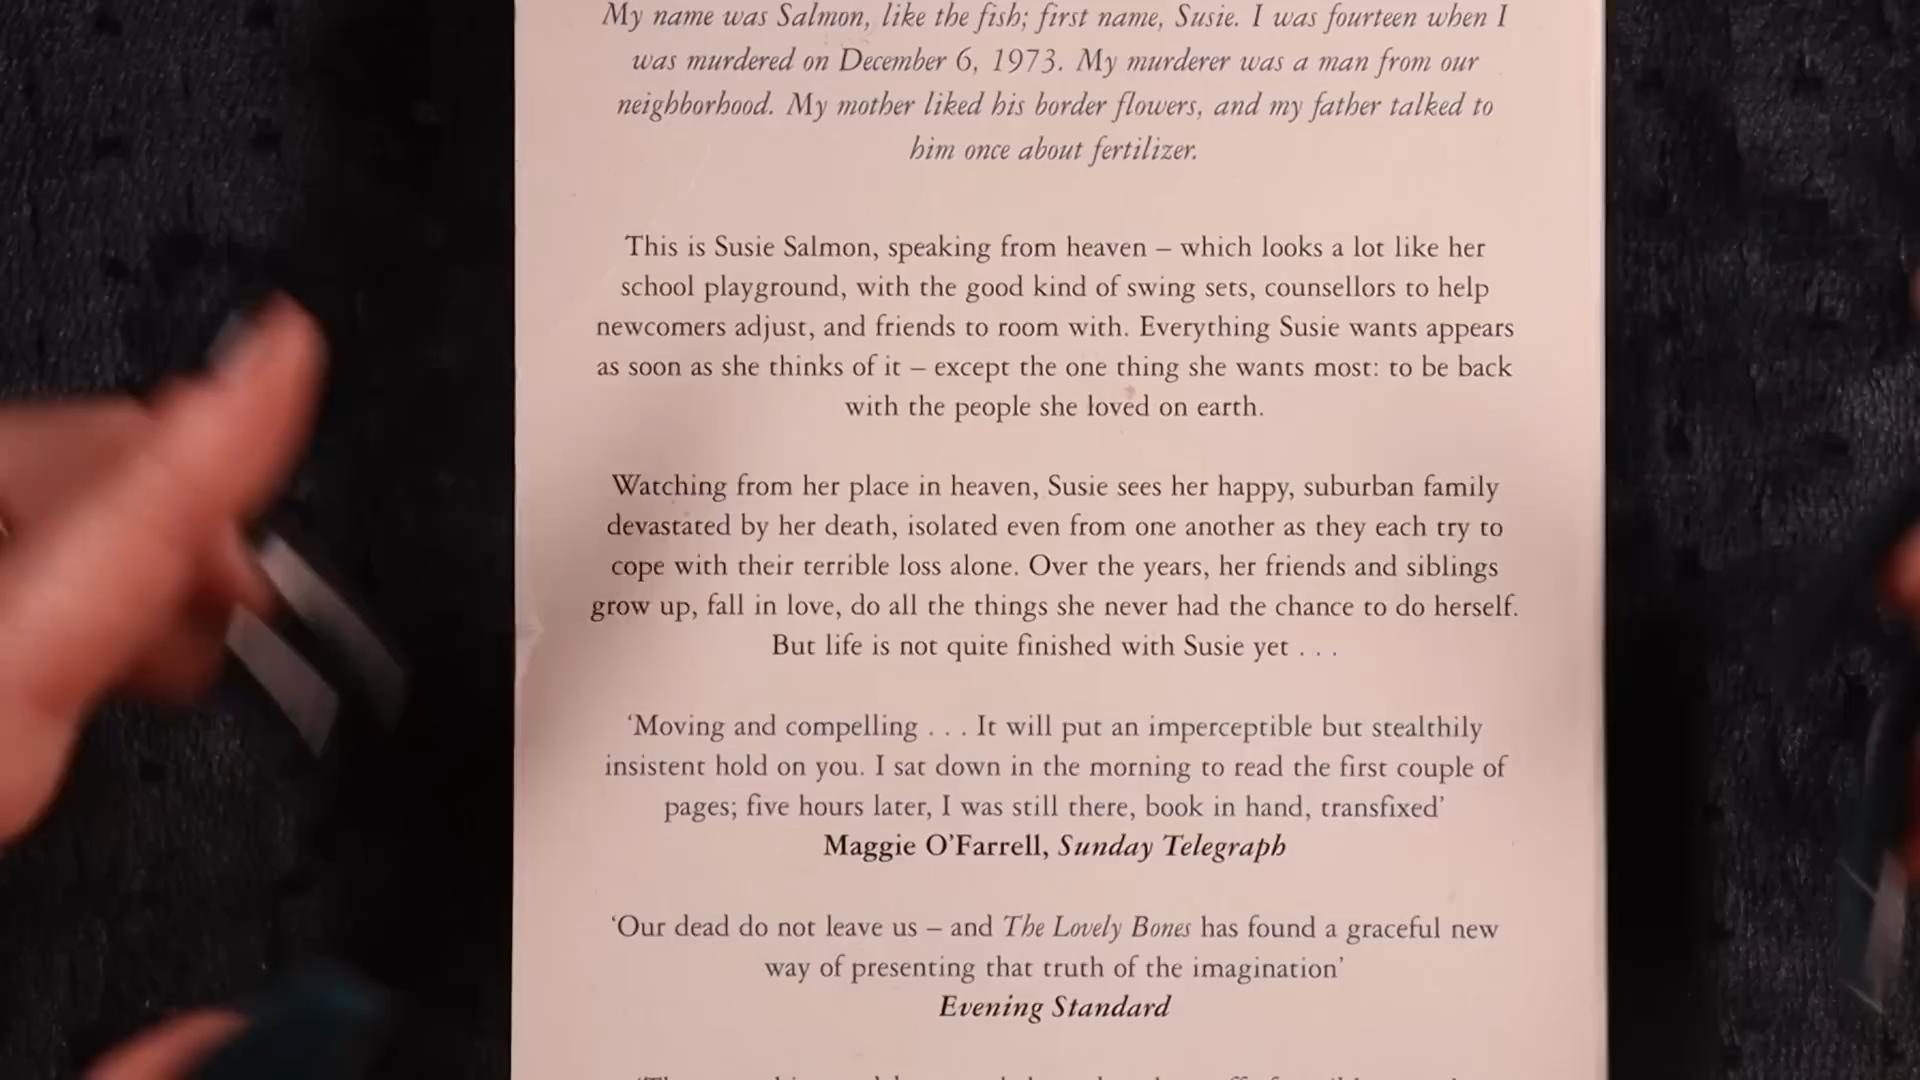 My name was Salmon, like the fish; first name, Susie. I was fourteen when I
was murdered on December 6, 1973. My murderer was a man from our
neighborhood. My mother liked his border flowers, and my father talked to
him once about fertilizer.
This is Susie Salmon, speaking from heaven – which looks a lot like her
school playground, with the good kind of swing sets, counsellors to help
newcomers adjust, and friends to room with. Everything Susie wants appears
as soon as she thinks of it – except the one thing she wants most: to be back
with the people she loved on earth.
Watching from her place in heaven, Susie sees her happy, suburban family
devastated by her death, isolated even from one another as they each try to
cope with their terrible loss alone. Over the years, her friends and siblings
grow up, fall in love, do all the things she never had the chance to do herself.
But life is not quite finished with Susie yet . . .
‘Moving and compelling . . . It will put an imperceptible but stealthily
insistent hold on you. I sat down in the morning to read the first couple of
pages; five hours later, I was still there, book in hand, transfixed’
Maggie O’Farrell, Sunday Telegraph
‘Our dead do not leave us – and The Lovely Bones has found a graceful new
way of presenting that truth of the imagination’
Evening Standard